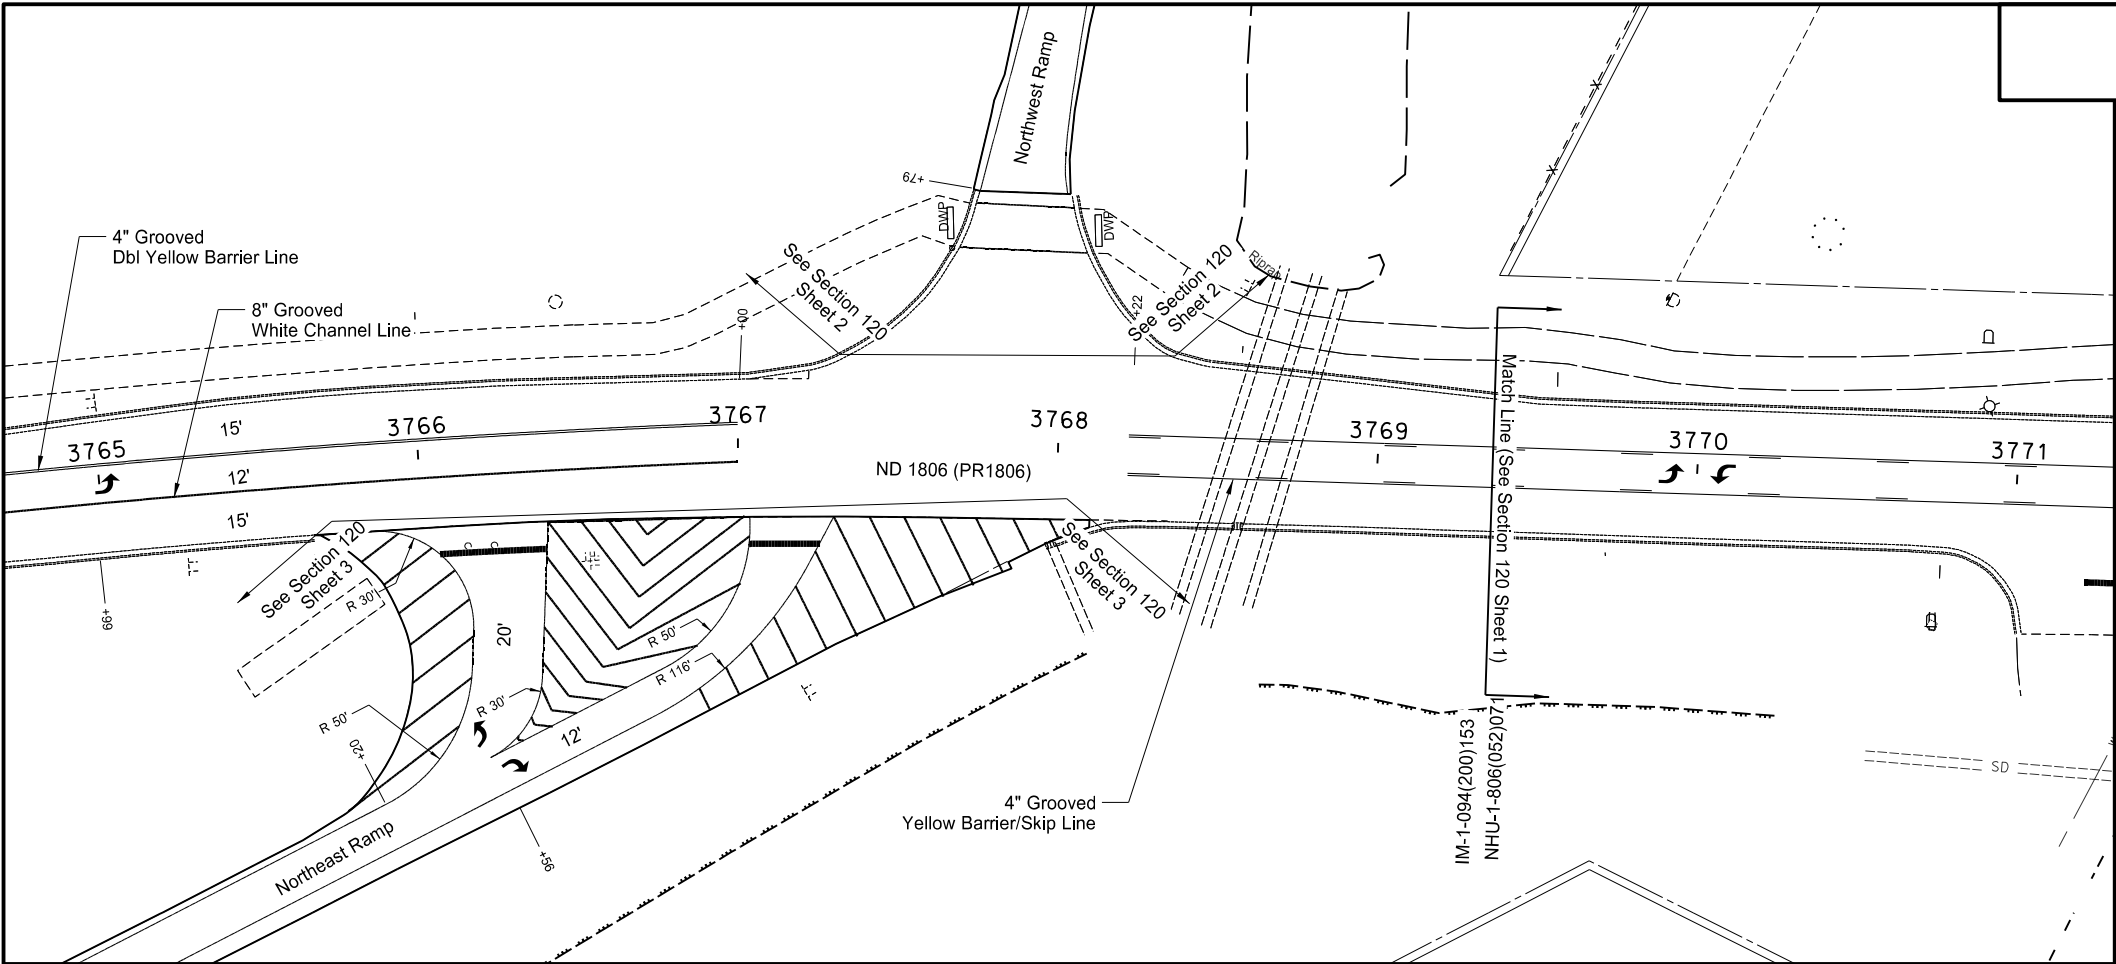 Northwest Ramp
+79
DWP
DWP
4" Grooved
Dbl Yellow Barrier Line
8" Grooved
White Channel Line
See Section 120
Sheet 2
See Section 120
Sheet 2
Riprap
+00
+22
3765
3766
3767
3768
3769
3770
3771
15'
12'
15'
ND 1806 (PR1806)
Match Line (See Section 120 Sheet 1)
See Section 120
Sheet 3
See Section 120
Sheet 3
+99
R 30'
20'
R 50'
R 116'
R 30'
R 50'
12'
+20
+56
Northeast Ramp
4" Grooved
Yellow Barrier/Skip Line
IM-1-094(200)153
NHU-1-806(052)071
SD